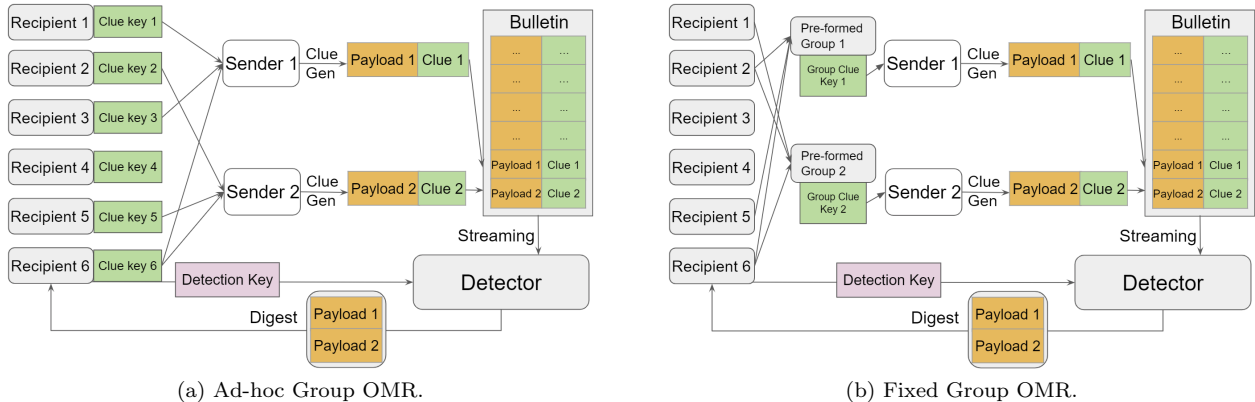 Recipient 1
Clue key 1
Recipient 2
Clue key 2
Recipient 3
Clue key 3
Recipient 4
Clue key 4
Recipient 5
Clue key 5
Recipient 6
Clue key 6
Sender 1
Clue
Gen
Payload 1
Clue 1
Sender 2
Clue
Gen
Payload 2
Clue 2
Bulletin
... ...
... ...
... ...
... ...
Payload 1 Clue 1
Payload 2 Clue 2
Streaming
Detection Key
Detector
Digest
Payload 1
Payload 2
(a) Ad-hoc Group OMR.
Recipient 1
Recipient 2
Recipient 3
Recipient 4
Recipient 5
Recipient 6
Pre-formed
Group 1
Group Clue
Key 1
Sender 1
Clue
Gen
Payload 1
Clue 1
Pre-formed
Group 2
Group Clue
Key 2
Sender 2
Clue
Gen
Payload 2
Clue 2
Bulletin
... ...
... ...
... ...
... ...
Payload 1 Clue 1
Payload 2 Clue 2
Streaming
Detection Key
Detector
Digest
Payload 1
Payload 2
(b) Fixed Group OMR.